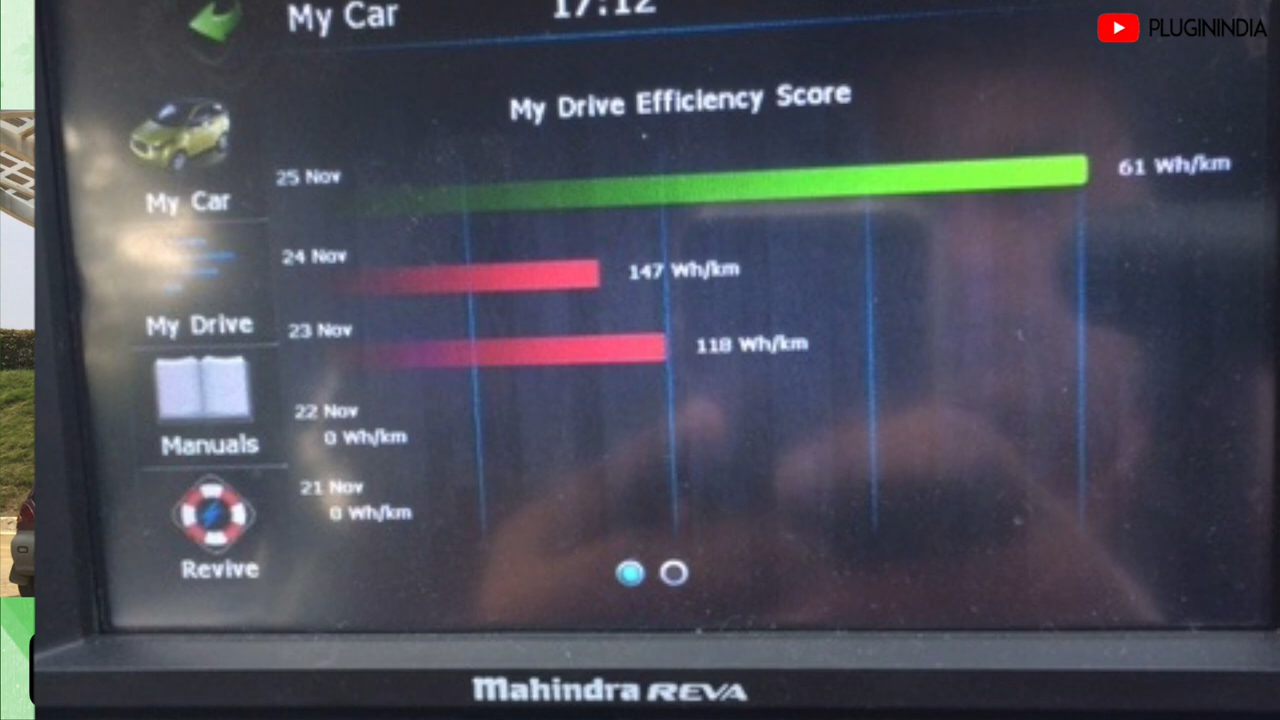 My Car
17:12
PLUGININDIA
My Drive Efficiency Score
25 Nov
61 Wh/km
My Car
24 Nov
147 Wh/km
My Drive
23 Nov
118 Wh/km
Manuals
22 Nov
0 Wh/km
21 Nov
0 Wh/km
Revive
Mahindra REVA